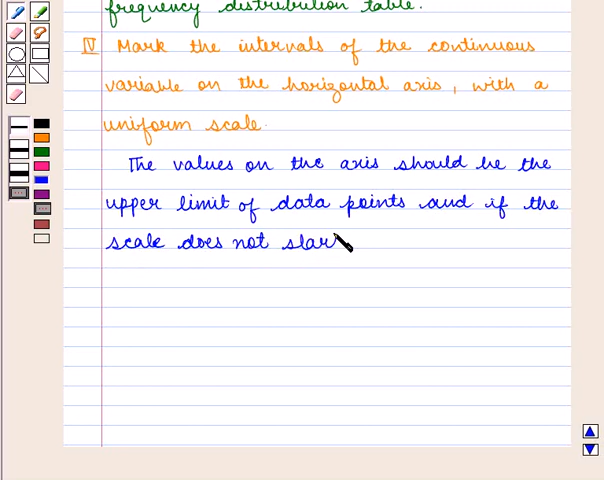 frequency distribution table.
IV Mark the intervals of the continuous
variable on the horizontal axis, with a
uniform scale.
The values on the axis should be the
upper limit of data points and if the
scale does not star